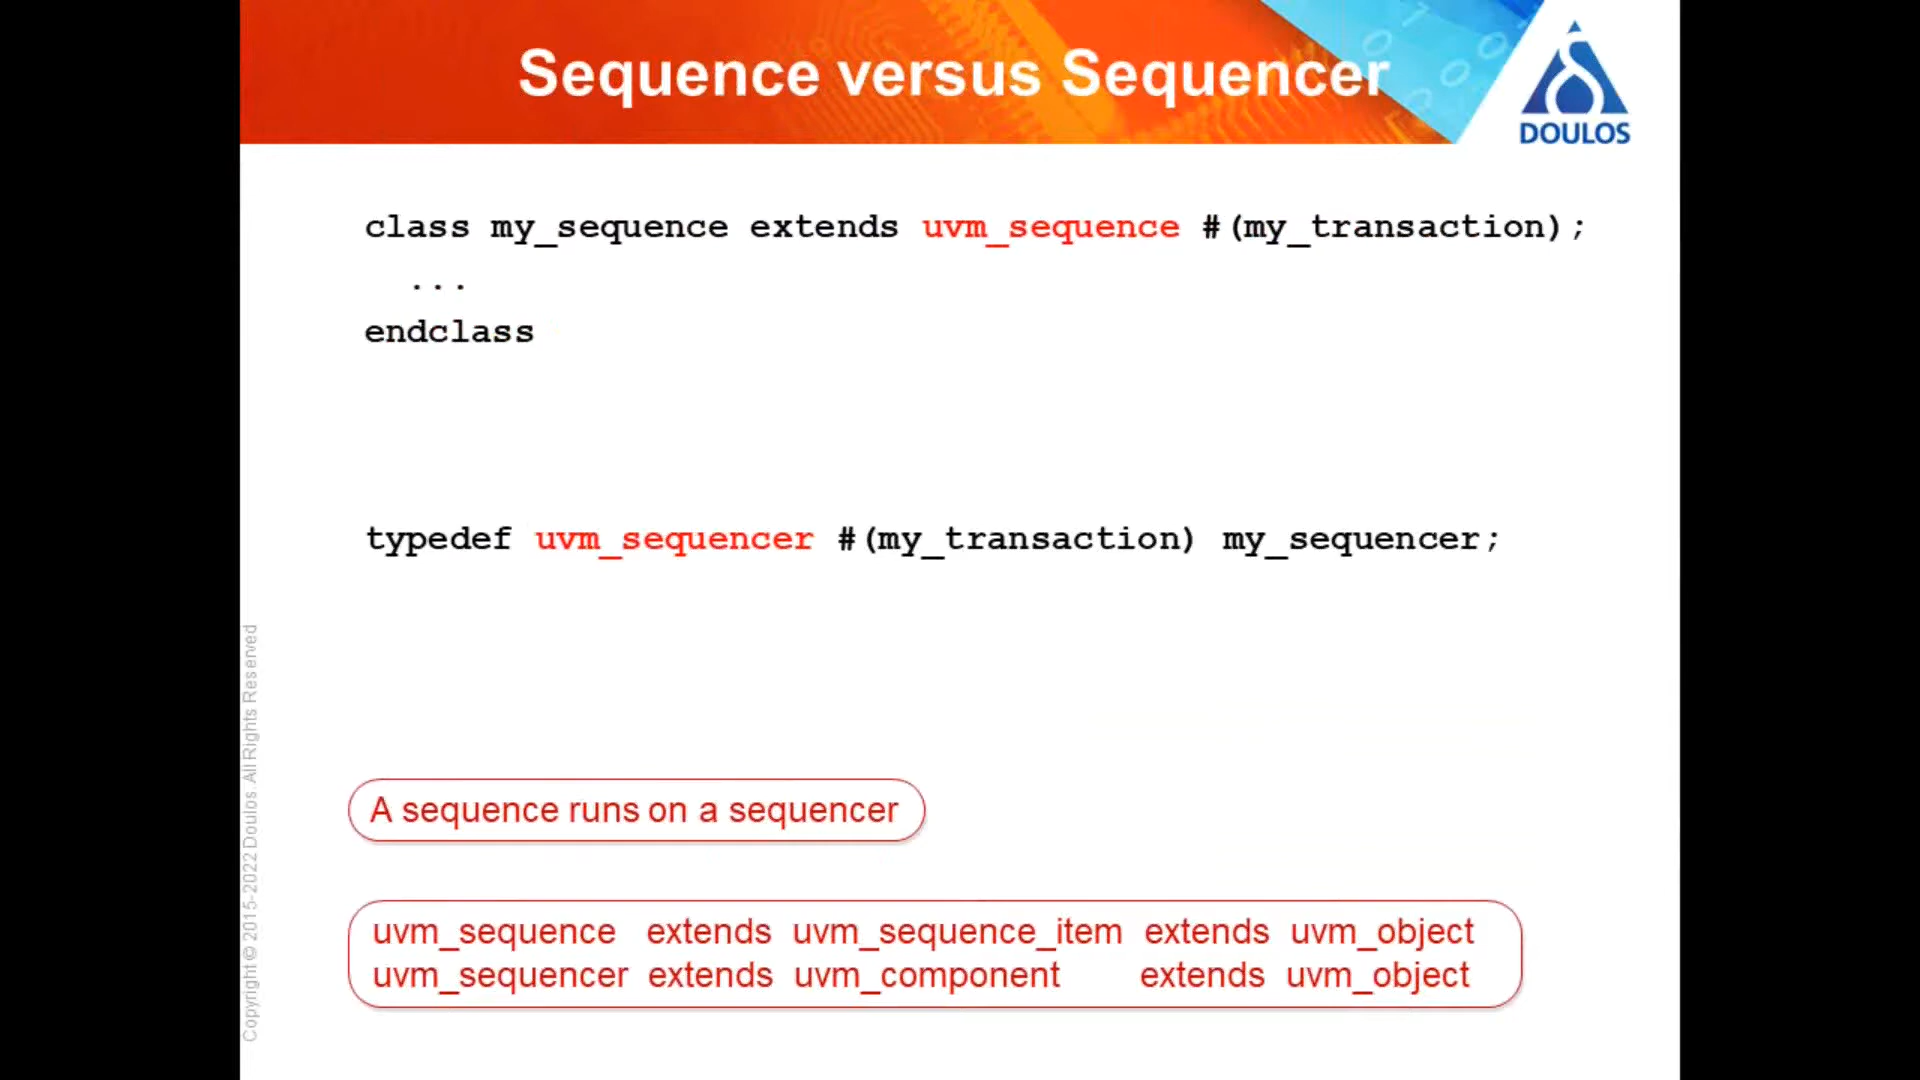 Sequence versus Sequencer
DOULOS
class my_sequence extends uvm_sequence #(my_transaction);
...
endclass
typedef uvm_sequencer #(my_transaction) my_sequencer;
A sequence runs on a sequencer
uvm_sequence extends uvm_sequence_item extends uvm_object
uvm_sequencer extends uvm_component extends uvm_object
Copyright © 2015-2022 Doulos. All Rights Reserved